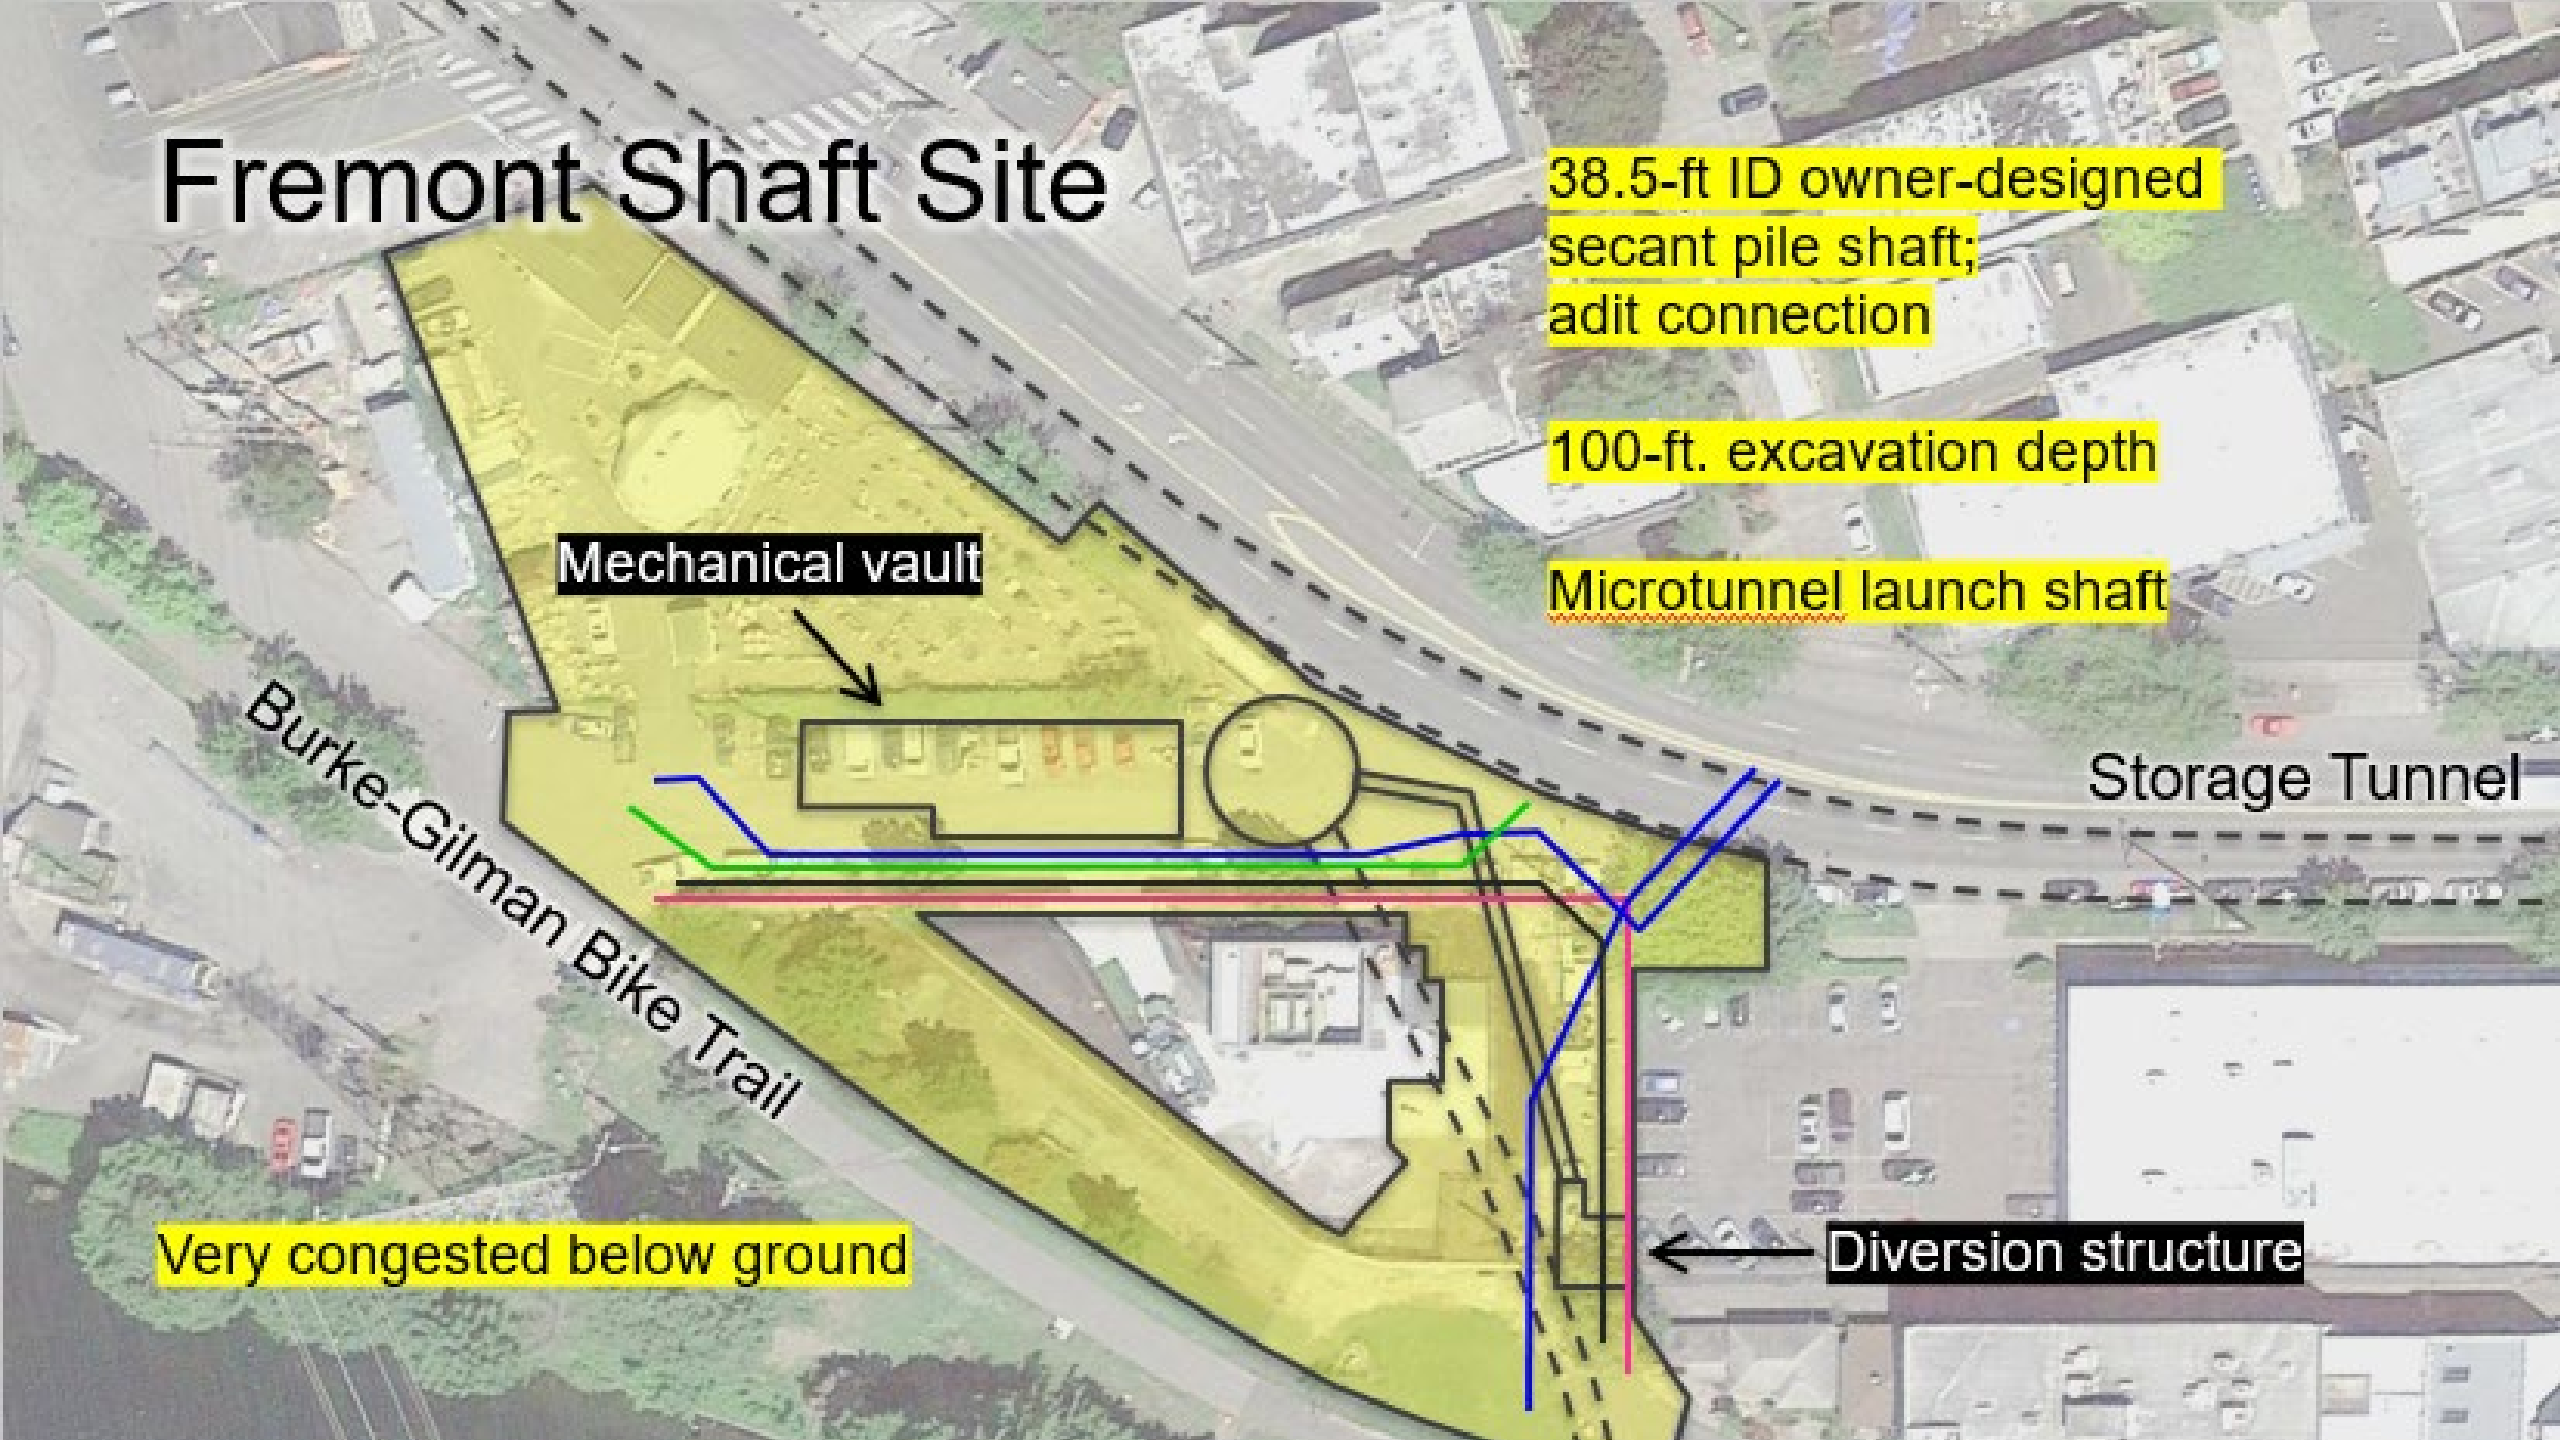 Fremont Shaft Site
38.5-ft ID owner-designed
secant pile shaft;
adit connection
100-ft. excavation depth
Microtunnel launch shaft
Mechanical vault
Burke-Gilman Bike Trail
Storage Tunnel
Very congested below ground
Diversion structure